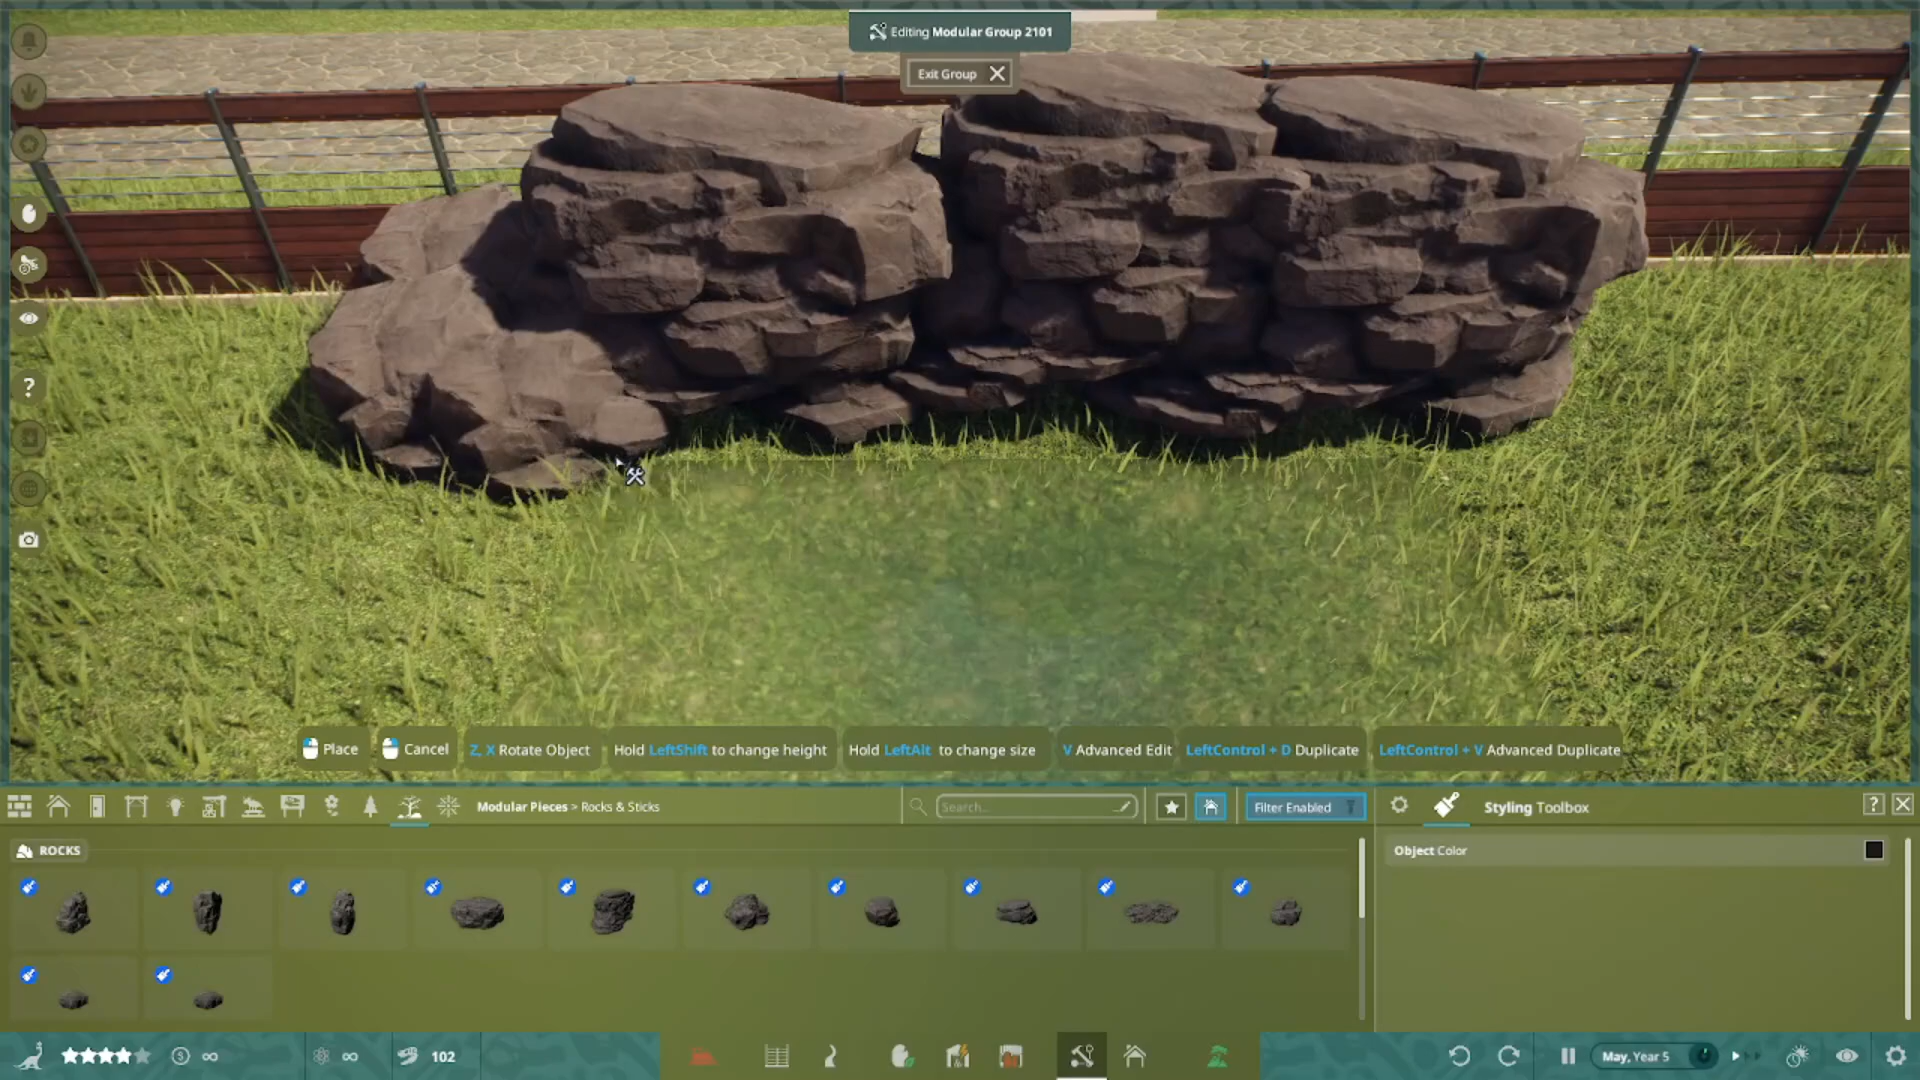 Editing Modular Group 2101
Exit Group
?
Place
Cancel
Z, X Rotate Object
Hold LeftShift to change height
Hold LeftAlt to change size
V Advanced Edit
LeftControl + D Duplicate
LeftControl + V Advanced Duplicate
Modular Pieces > Rocks & Sticks
Search...
Filter Enabled
Styling Toolbox
?
ROCKS
Object Color
102
May, Year 5